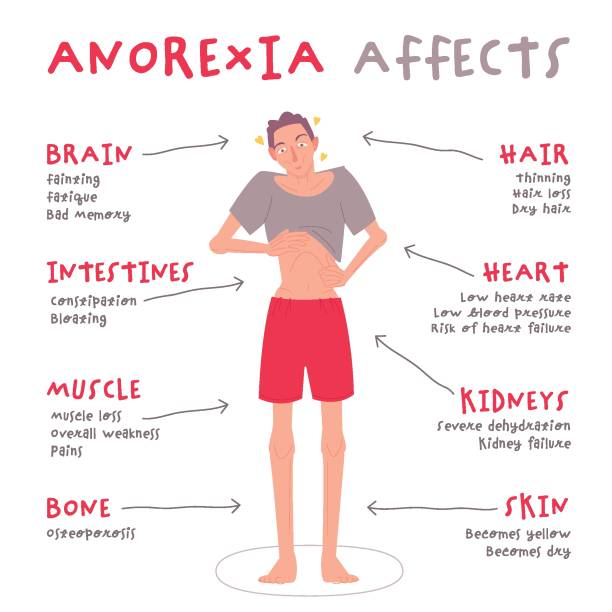 ANOREXIA AFFECTS
BRAIN
fainting
fatigue
Bad memory
INTESTINES
Constipation
Bloating
MUSCLE
muscle loss
overall weakness
Pains
BONE
osteoporosis
HAIR
Thinning
Hair loss
Dry hair
HEART
Low heart rate
Low blood pressure
Risk of heart failure
KIDNEYS
Severe dehydration
Kidney failure
SKIN
Becomes yellow
Becomes dry